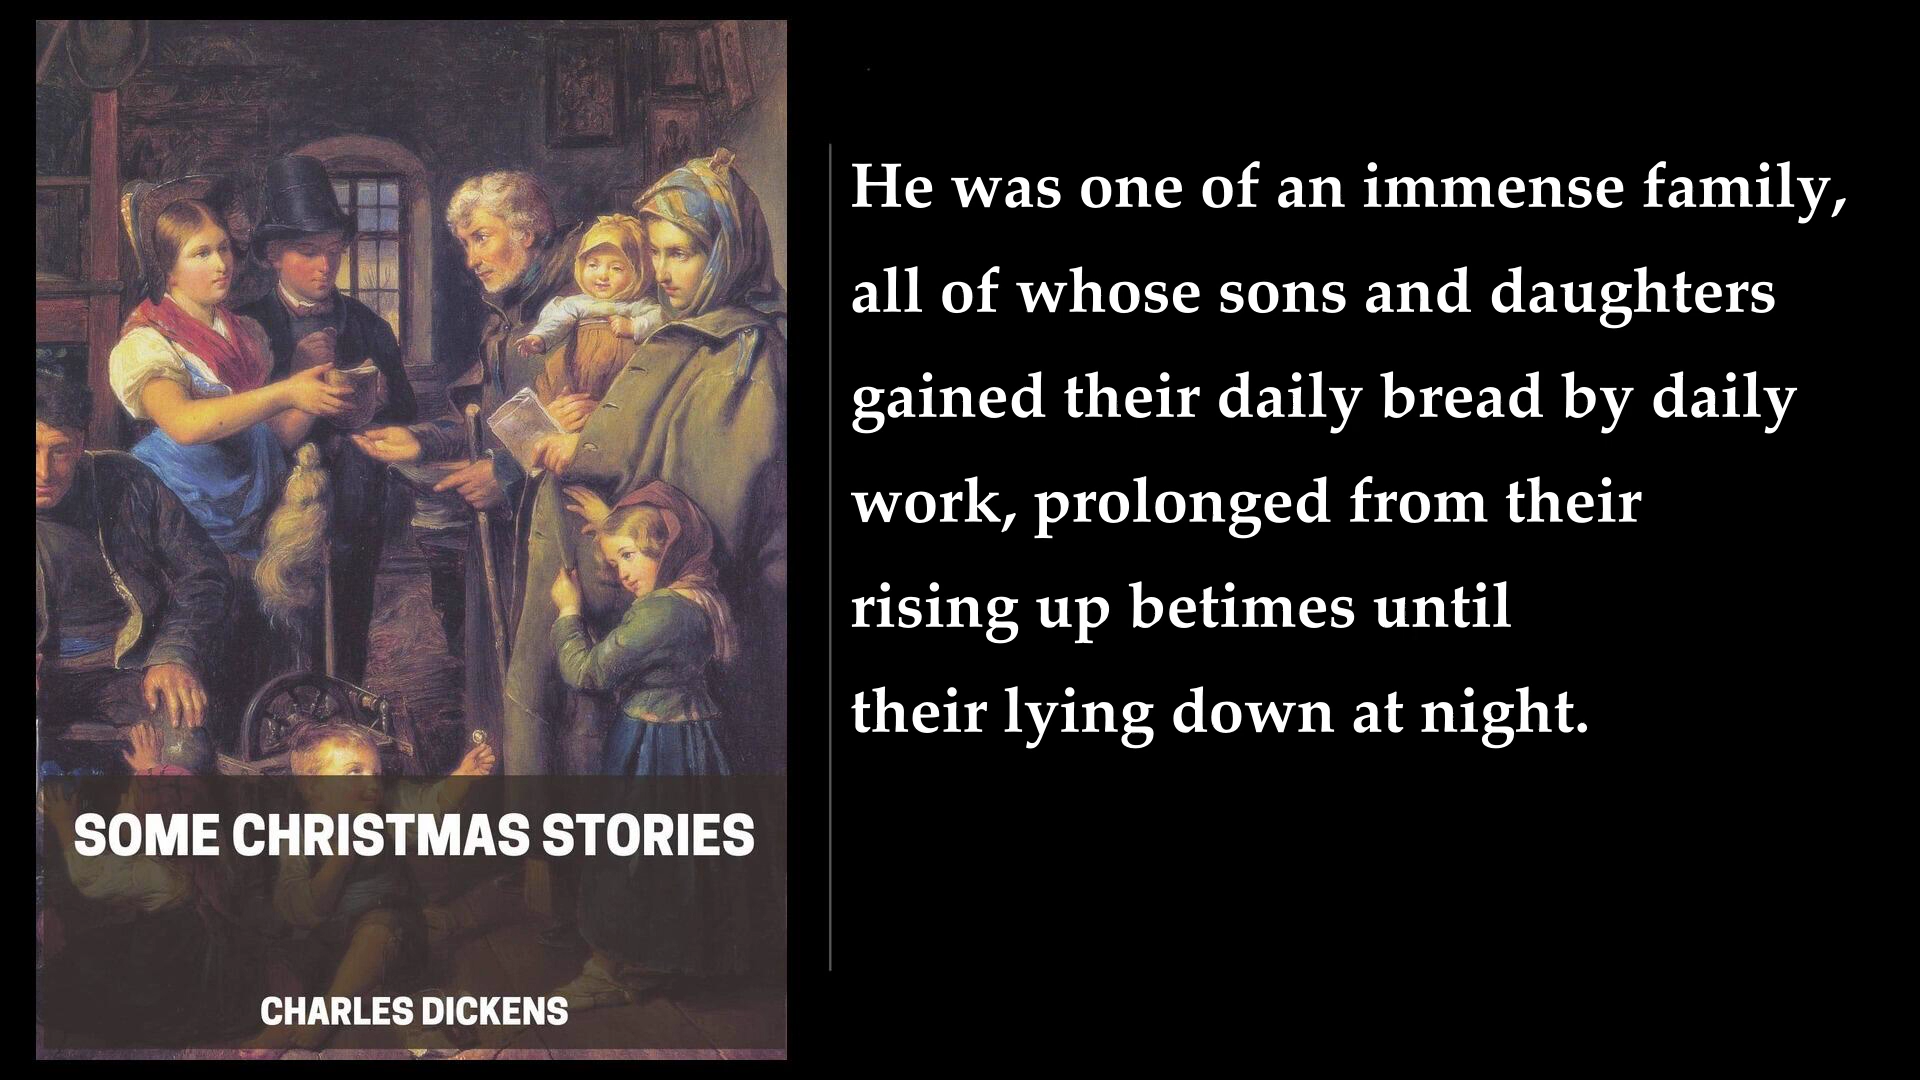 SOME CHRISTMAS STORIES
CHARLES DICKENS
He was one of an immense family,
all of whose sons and daughters
gained their daily bread by daily
work, prolonged from their
rising up betimes until
their lying down at night.